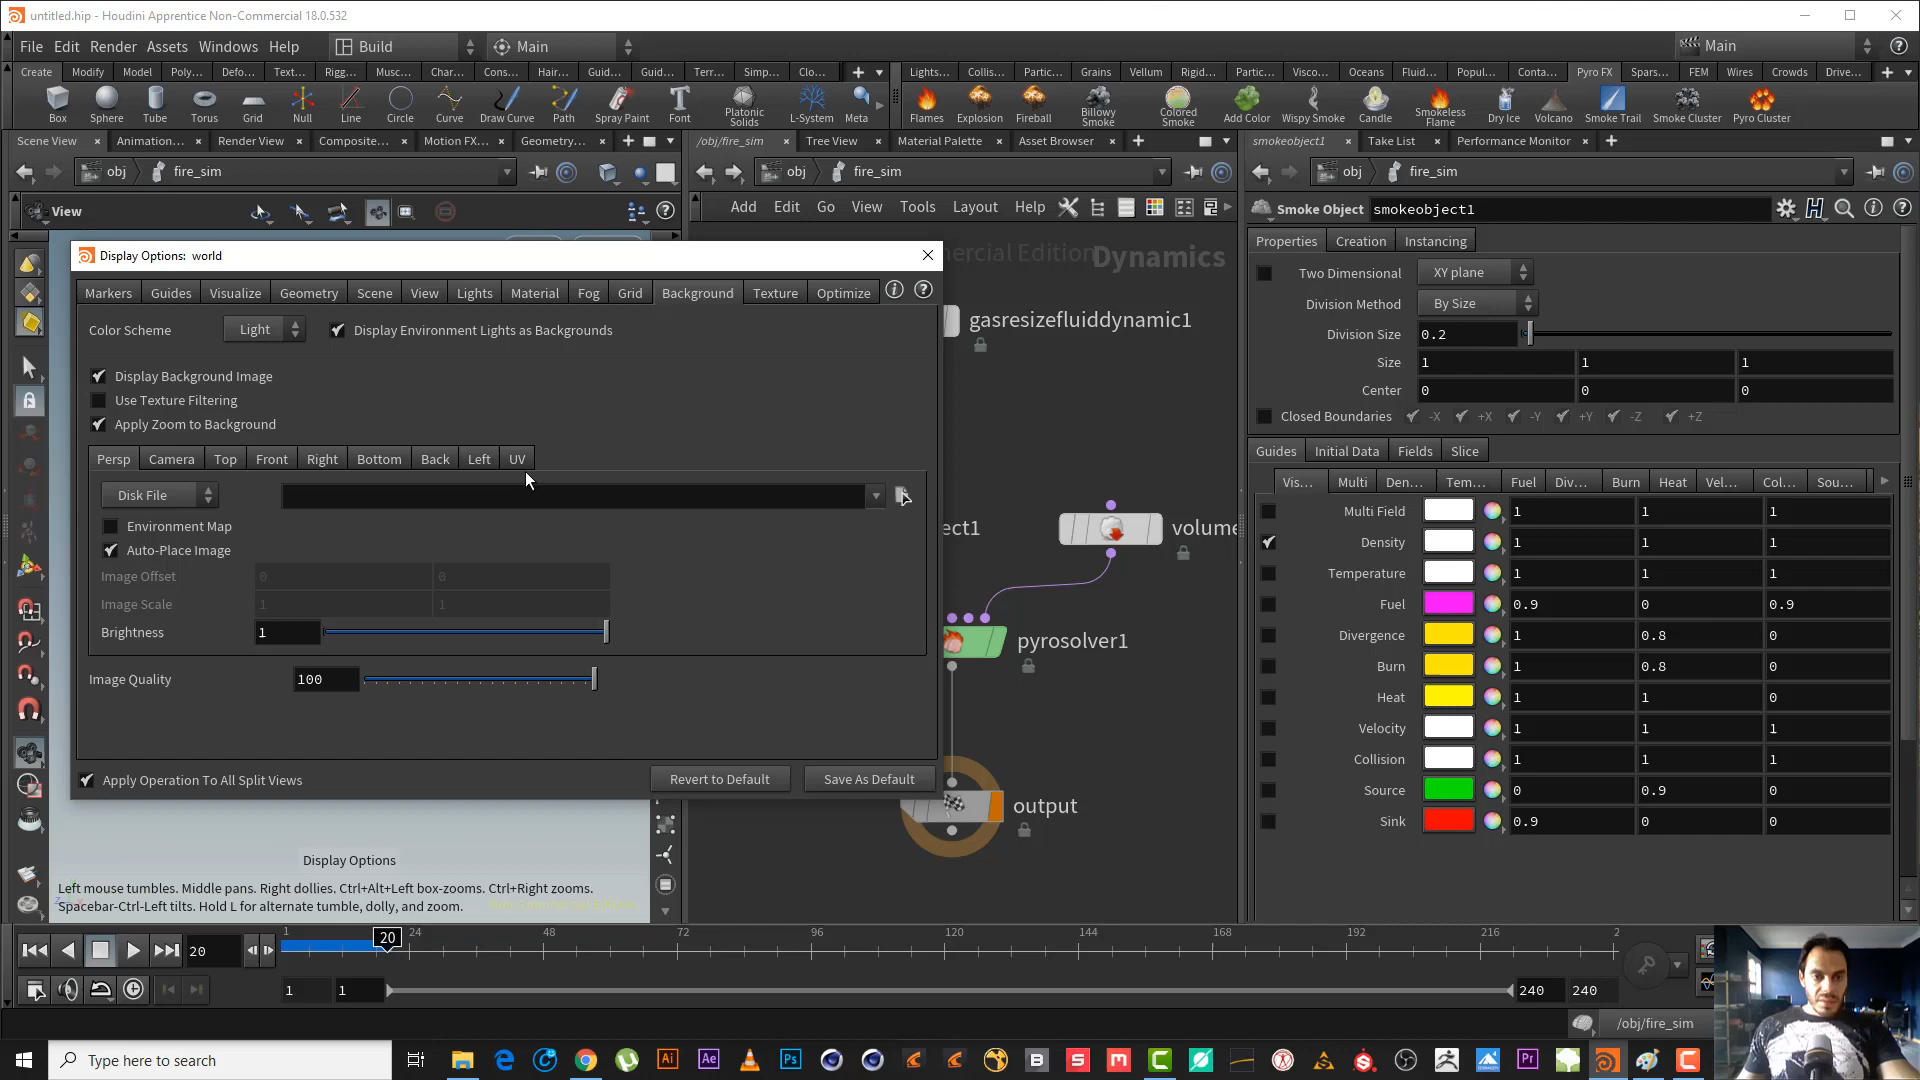 untitled.hip - Houdini Apprentice Non-Commercial 18.0.532
File Edit Render Assets Windows Help Build Main Main
Create Modify Model Poly... Defo... Text... Rigg... Musc... Char... Cons... Hair... Guid... Guid... Terr... Simp... Clo... Lights... Collis... Partic... Grains Vellum Rigid... Partic... Visco... Oceans Fluid... Popul... Conta... Pyro FX Spars... FEM Wires Crowds Drive...
Box Sphere Tube Torus Grid Null Line Circle Curve Draw Curve Path Spray Paint Font Platonic Solids L-System Meta Flames Explosion Fireball Billowy Smoke Colored Smoke Add Color Wispy Smoke Candle Smokeless Flame Dry Ice Volcano Smoke Trail Smoke Cluster Pyro Cluster
Scene View Animation... Render View Composite... Motion FX... Geometry... /obj/fire_sim Tree View Material Palette Asset Browser smokeobject1 Take List Performance Monitor
obj fire_sim obj fire_sim obj fire_sim
View Add Edit Go View Tools Layout Help Smoke Object smokeobject1
Properties Creation Instancing
Display Options: world
ercial Edition Dynamics
Two Dimensional XY plane
Markers Guides Visualize Geometry Scene View Lights Material Fog Grid Background Texture Optimize
Division Method By Size
gasresizefluiddynamic1
Color Scheme Light Display Environment Lights as Backgrounds
Division Size 0.2
Size 1 1 1
Display Background Image
Center 0 0 0
Use Texture Filtering
Closed Boundaries -X +X -Y +Y -Z +Z
Apply Zoom to Background
Guides Initial Data Fields Slice
Persp Camera Top Front Right Bottom Back Left UV
Vis... Multi Den... Tem... Fuel Div... Burn Heat Vel... Col... Sou...
Disk File
Multi Field 1 1 1
Environment Map
ect1 volume
Density 1 1 1
Auto-Place Image
Temperature 1 1 1
Image Offset 0 0
Image Scale 1 1
Fuel 0.9 0 0.9
Brightness 1
pyrosolver1
Divergence 1 0.8 0
Burn 1 0.8 0
Image Quality 100
Heat 1 1 0
Velocity 1 1 1
Collision 1 1 1
Apply Operation To All Split Views Revert to Default Save As Default
Source 0 0.9 0
output
Sink 0.9 0 0
Display Options
Left mouse tumbles. Middle pans. Right dollies. Ctrl+Alt+Left box-zooms. Ctrl+Right zooms.
Spacebar-Ctrl-Left tilts. Hold L for alternate tumble, dolly, and zoom.
1 24 48 72 96 120 144 168 192 216 2
20 20
1 1 240 240
/obj/fire_sim
Type here to search